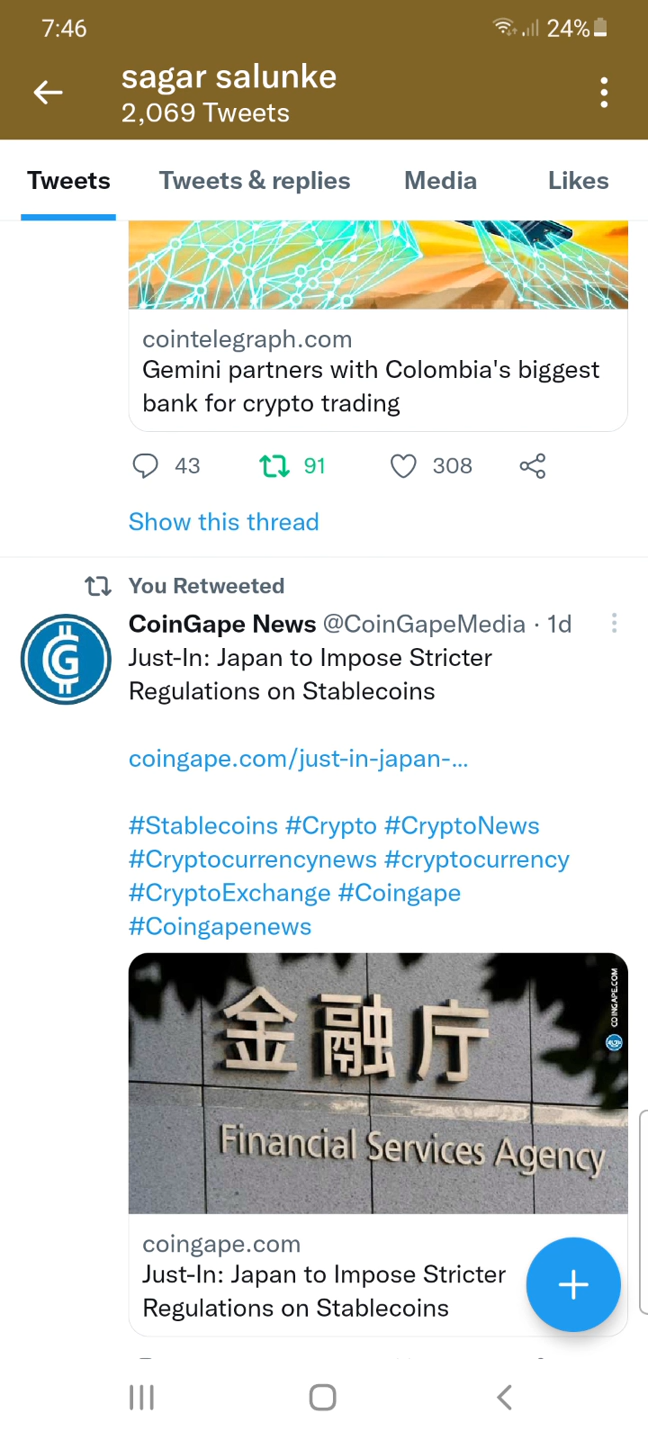 7:46
24%
sagar salunke
2,069 Tweets
Tweets
Tweets & replies
Media
Likes
cointelegraph.com
Gemini partners with Colombia's biggest
bank for crypto trading
43
91
308
Show this thread
You Retweeted
CoinGape News @CoinGapeMedia · 1d
Just-In: Japan to Impose Stricter
Regulations on Stablecoins
coingape.com/just-in-japan-...
#Stablecoins #Crypto #CryptoNews
#Cryptocurrencynews #cryptocurrency
#CryptoExchange #Coingape
#Coingapenews
COINGAPE.COM
金融庁
Financial Services Agency
coingape.com
Just-In: Japan to Impose Stricter
Regulations on Stablecoins